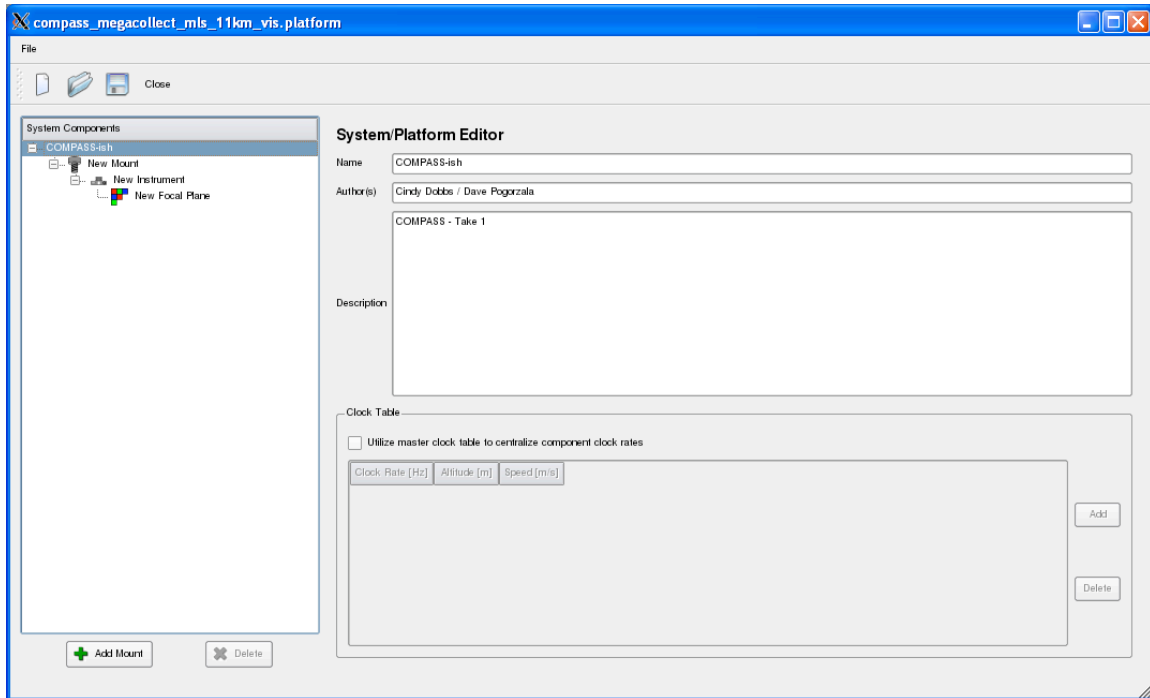 compass_megacollect_mls_11km_vis.platform
File
Close
System Components
COMPASS-ish
New Mount
New Instrument
New Focal Plane
Add Mount
Delete
System/Platform Editor
Name
COMPASS-ish
Author(s)
Cindy Dobbs / Dave Pogorzala
Description
COMPASS - Take 1
Clock Table
Utilize master clock table to centralize component clock rates
Clock Rate [Hz] Altitude [m] Speed [m/s]
Add
Delete